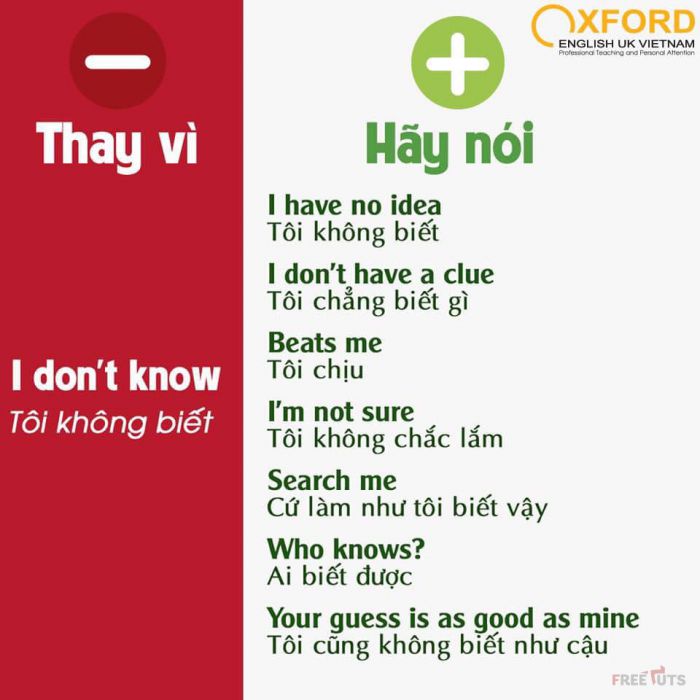 OXFORD
ENGLISH UK VIETNAM
Professional Teaching and Personal Attention
Thay vì
Hãy nói
I don't know
Tôi không biết
I have no idea
Tôi không biết
I don't have a clue
Tôi chẳng biết gì
Beats me
Tôi chịu
I'm not sure
Tôi không chắc lắm
Search me
Cứ làm như tôi biết vậy
Who knows?
Ai biết được
Your guess is as good as mine
Tôi cũng không biết như cậu
FREETUTS